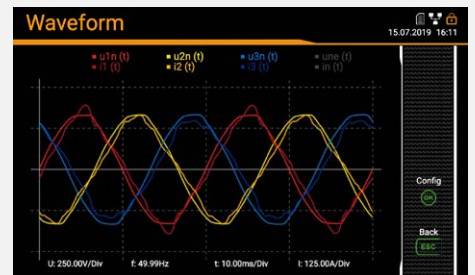 Waveform
15.07.2019 16:11
u1n (t) u2n (t) u3n (t) une (t)
i1 (t) i2 (t) i3 (t) in (t)
Config
OK
Back
ESC
U: 250.00V/Div f: 49.99Hz t: 10.00ms/Div I: 125.00A/Div